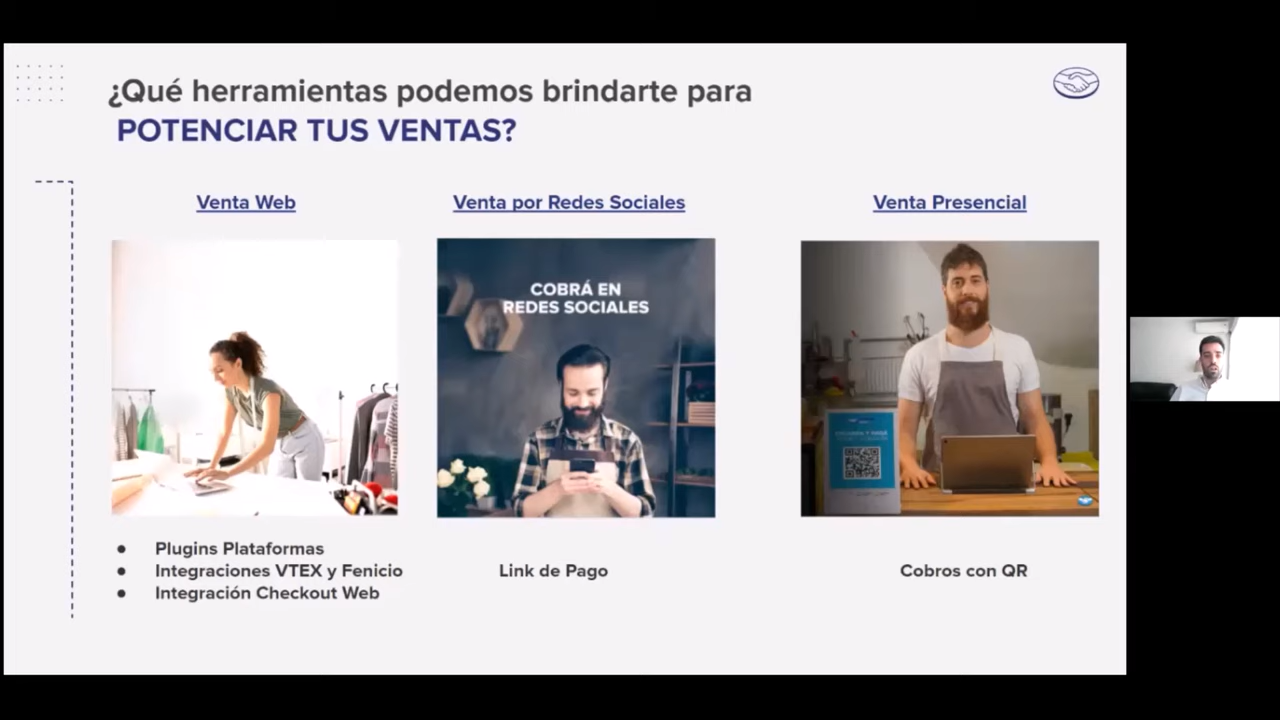 ¿Qué herramientas podemos brindarte para
POTENCIAR TUS VENTAS?
Venta Web
Venta por Redes Sociales
Venta Presencial
COBRÁ EN
REDES SOCIALES
Plugins Plataformas
Integraciones VTEX y Fenicio
Integración Checkout Web
Link de Pago
Cobros con QR